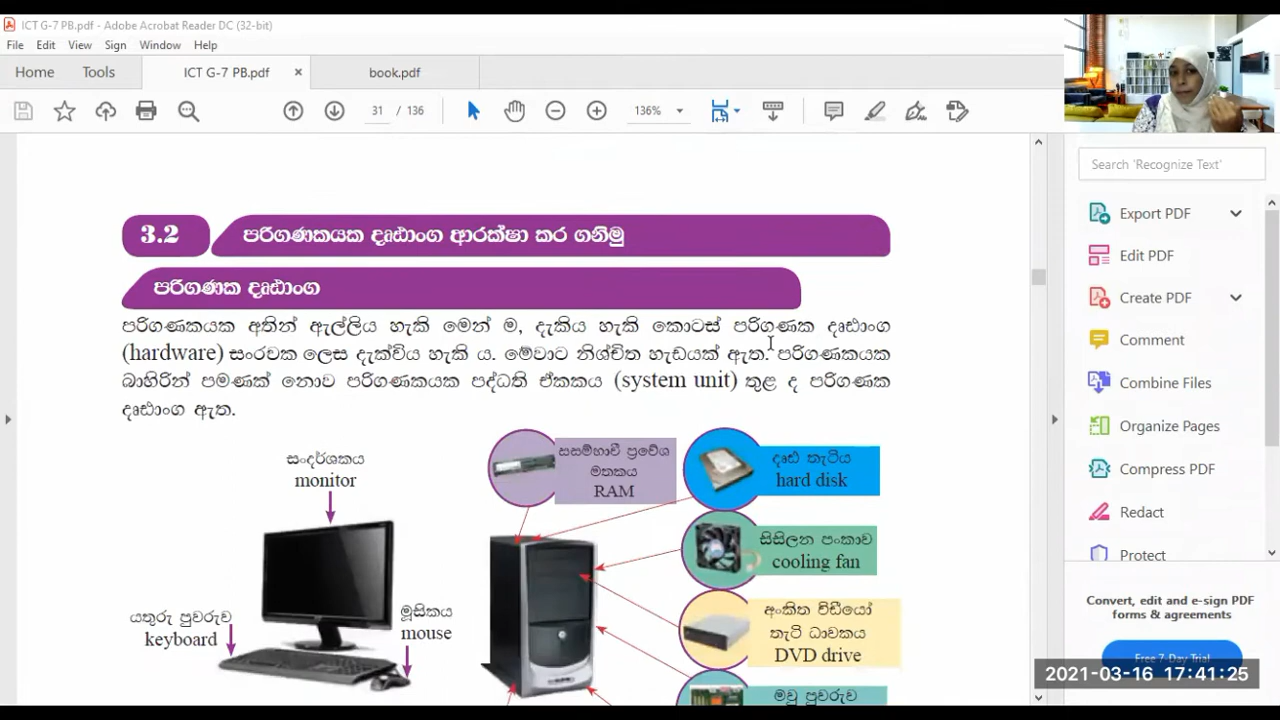 ICT G-7 PB.pdf - Adobe Acrobat Reader DC (32-bit)
File Edit View Sign Window Help
Home Tools ICT G-7 PB.pdf × book.pdf
31 136 136%
Search 'Recognize Text'
Export PDF
Edit PDF
Create PDF
Comment
Combine Files
Organize Pages
Compress PDF
Redact
Protect
Convert, edit and e-sign PDF
forms & agreements
Free 7-Day Trial
2021-03-16 17:41:25
3.2 පරිගණකයක දෘඪාංග ආරක්ෂා කර ගනිමු
පරිගණක දෘඪාංග
පරිගණකයක අතින් ඇල්ලිය හැකි මෙන් ම, දැකිය හැකි කොටස් පරිගණක දෘඪාංග
(hardware) සංරචක ලෙස දැක්විය හැකි ය. මේවාට නිශ්චිත හැඩයක් ඇත. පරිගණකයක
බාහිරින් පමණක් නොව පරිගණකයක පද්ධති ඒකකය (system unit) තුළ ද පරිගණක
දෘඪාංග ඇත.
සංදර්ශකය
monitor
යතුරු පුවරුව
keyboard
මූසිකය
mouse
සසම්භාවී ප්‍රවේශ
මතකය
RAM
දෘඪ තැටිය
hard disk
සිසිලන පංකාව
cooling fan
අංකිත වීඩියෝ
තැටි ධාවකය
DVD drive
මවු පුවරුව